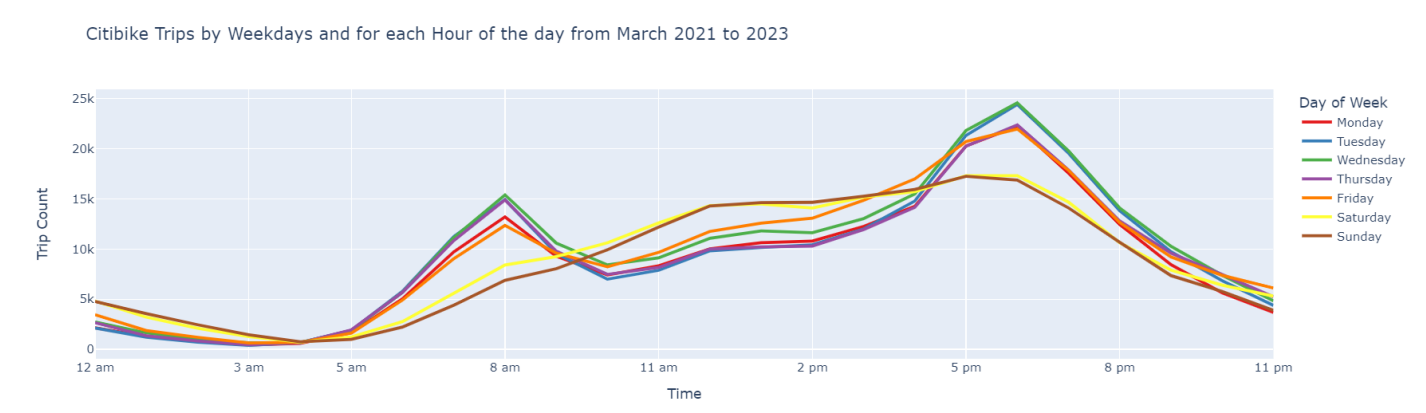 Citibike Trips by Weekdays and for each Hour of the day from March 2021 to 2023
25k
20k
15k
10k
5k
0
Trip Count
12 am 3 am 5 am 8 am 11 am 2 pm 5 pm 8 pm 11 pm
Time
Day of Week
Monday
Tuesday
Wednesday
Thursday
Friday
Saturday
Sunday